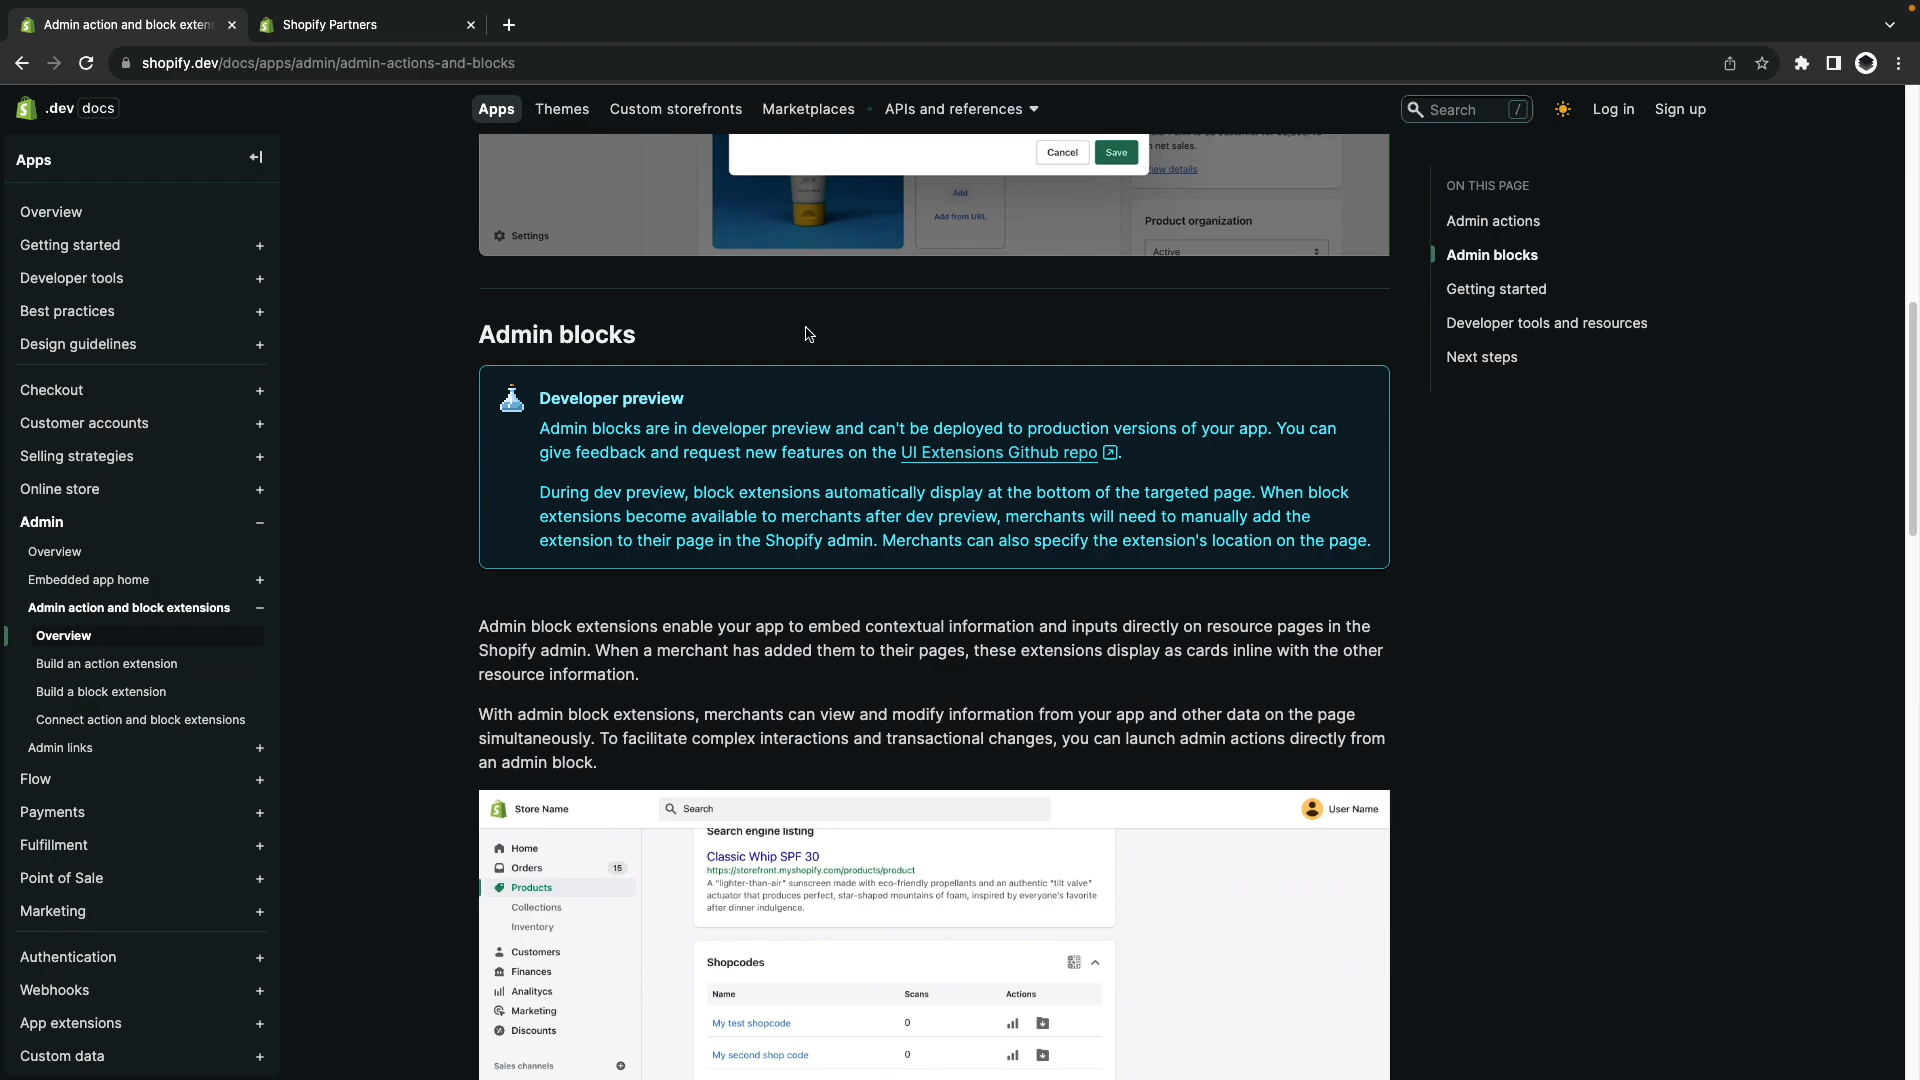 Admin action and block exten
Shopify Partners
shopify.dev/docs/apps/admin/admin-actions-and-blocks
.dev docs
Apps
Themes
Custom storefronts
Marketplaces
APIs and references
Search /
Log in
Sign up
Apps
Overview
Getting started
Developer tools
Best practices
Design guidelines
Checkout
Customer accounts
Selling strategies
Online store
Admin
Overview
Embedded app home
Admin action and block extensions
Overview
Build an action extension
Build a block extension
Connect action and block extensions
Admin links
Flow
Payments
Fulfillment
Point of Sale
Marketing
Authentication
Webhooks
App extensions
Custom data
Cancel
Save
net sales.
View details
Add
Add from URL
Product organization
Settings
Active
Admin blocks
Developer preview
Admin blocks are in developer preview and can't be deployed to production versions of your app. You can
give feedback and request new features on the UI Extensions Github repo.
During dev preview, block extensions automatically display at the bottom of the targeted page. When block
extensions become available to merchants after dev preview, merchants will need to manually add the
extension to their page in the Shopify admin. Merchants can also specify the extension's location on the page.
Admin block extensions enable your app to embed contextual information and inputs directly on resource pages in the
Shopify admin. When a merchant has added them to their pages, these extensions display as cards inline with the other
resource information.
With admin block extensions, merchants can view and modify information from your app and other data on the page
simultaneously. To facilitate complex interactions and transactional changes, you can launch admin actions directly from
an admin block.
Store Name
Search
User Name
Home
Orders 15
Products
Collections
Inventory
Customers
Finances
Analitycs
Marketing
Discounts
Sales channels
Search engine listing
Classic Whip SPF 30
https://storefront.myshopify.com/products/product
A "lighter-than-air" sunscreen made with eco-friendly propellants and an authentic "tilt valve"
actuator that produces perfect, star-shaped mountains of foam, inspired by everyone's favorite
after dinner indulgence.
Shopcodes
Name Scans Actions
My test shopcode 0
My second shop code 0
ON THIS PAGE
Admin actions
Admin blocks
Getting started
Developer tools and resources
Next steps